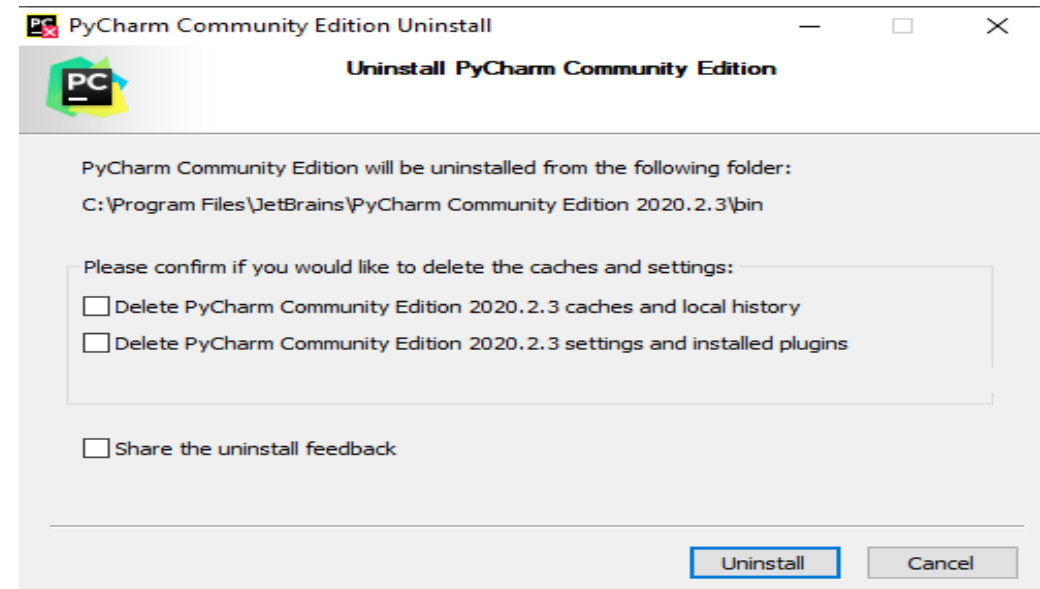 PyCharm Community Edition Uninstall
PC
Uninstall PyCharm Community Edition
PyCharm Community Edition will be uninstalled from the following folder:
C:\Program Files\JetBrains\PyCharm Community Edition 2020.2.3\bin
Please confirm if you would like to delete the caches and settings:
Delete PyCharm Community Edition 2020.2.3 caches and local history
Delete PyCharm Community Edition 2020.2.3 settings and installed plugins
Share the uninstall feedback
Uninstall Cancel